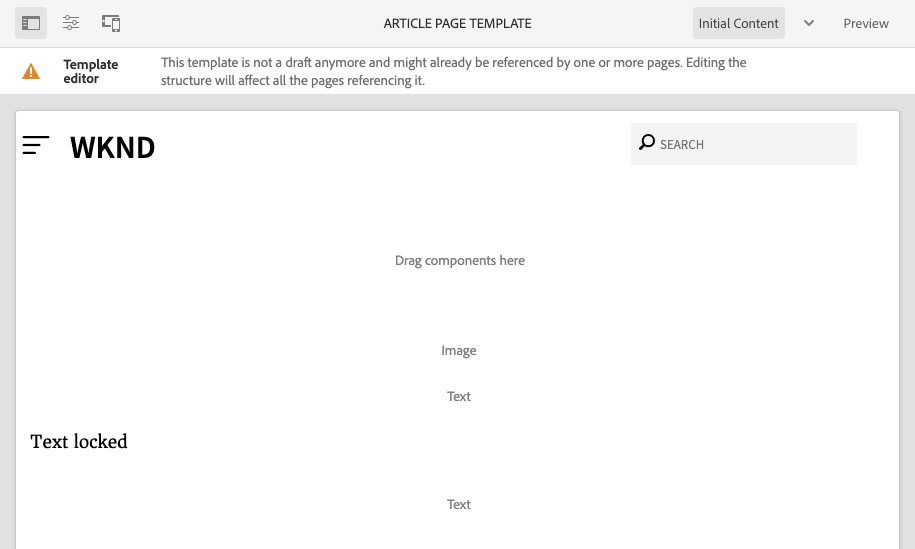 ARTICLE PAGE TEMPLATE
Initial Content
Preview
Template editor
This template is not a draft anymore and might already be referenced by one or more pages. Editing the
structure will affect all the pages referencing it.
WKND
SEARCH
Drag components here
Image
Text
Text locked
Text